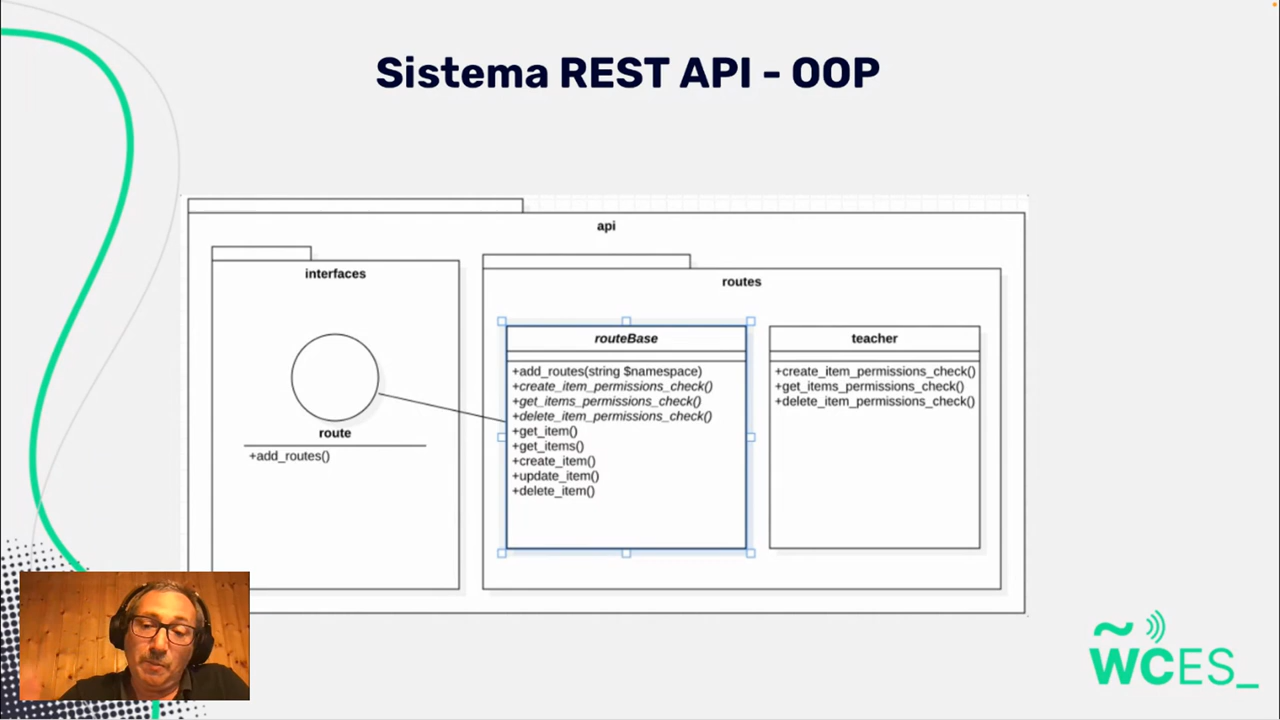 Sistema REST API - OOP
api
interfaces
route
+add_routes()
routes
routeBase
+add_routes(string $namespace)
+create_item_permissions_check()
+get_items_permissions_check()
+delete_item_permissions_check()
+get_item()
+get_items()
+create_item()
+update_item()
+delete_item()
teacher
+create_item_permissions_check()
+get_items_permissions_check()
+delete_item_permissions_check()
~
WCES_